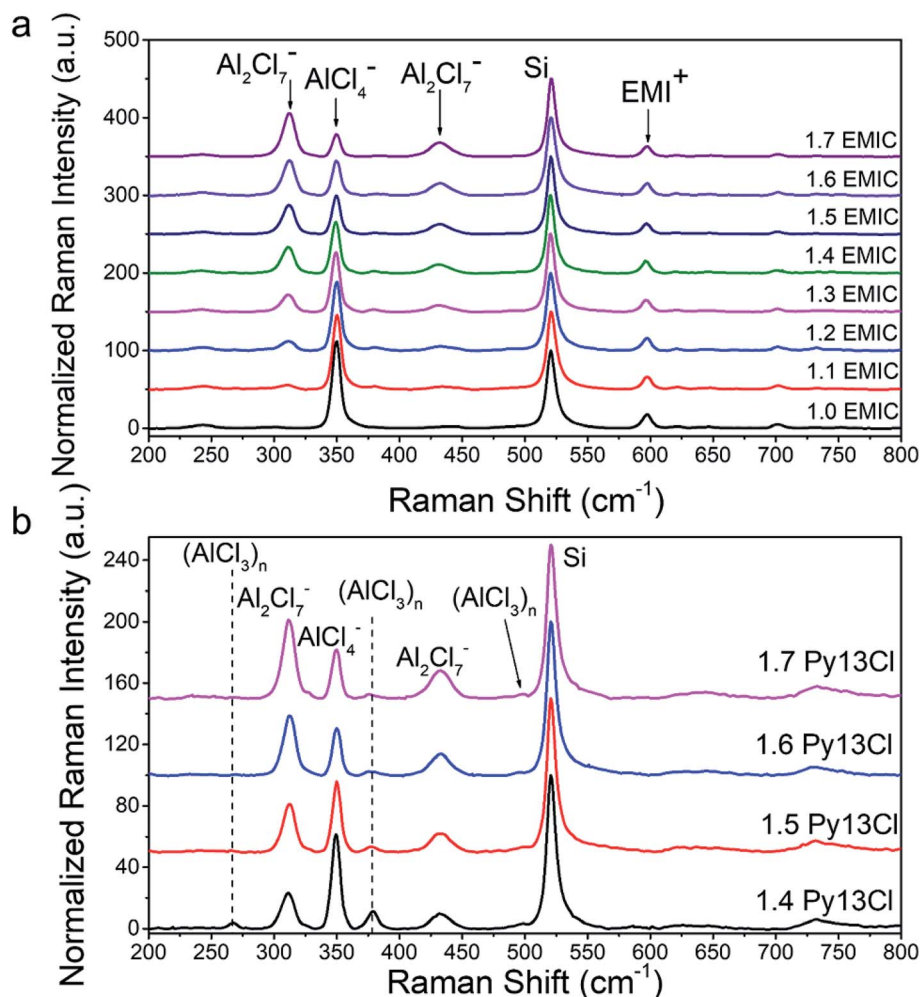 a
500
400
300
200
100
0
Normalized Raman Intensity (a.u.)
Al₂Cl₇⁻
AlCl₄⁻
Al₂Cl₇⁻
Si
EMI⁺
1.7 EMIC
1.6 EMIC
1.5 EMIC
1.4 EMIC
1.3 EMIC
1.2 EMIC
1.1 EMIC
1.0 EMIC
200 250 300 350 400 450 500 550 600 650 700 750 800
Raman Shift (cm⁻¹)
b
240
200
160
120
80
40
0
Normalized Raman Intensity (a.u.)
(AlCl₃)ₙ
Al₂Cl₇⁻
AlCl₄⁻
(AlCl₃)ₙ
Al₂Cl₇⁻
(AlCl₃)ₙ
Si
1.7 Py13Cl
1.6 Py13Cl
1.5 Py13Cl
1.4 Py13Cl
200 250 300 350 400 450 500 550 600 650 700 750 800
Raman Shift (cm⁻¹)